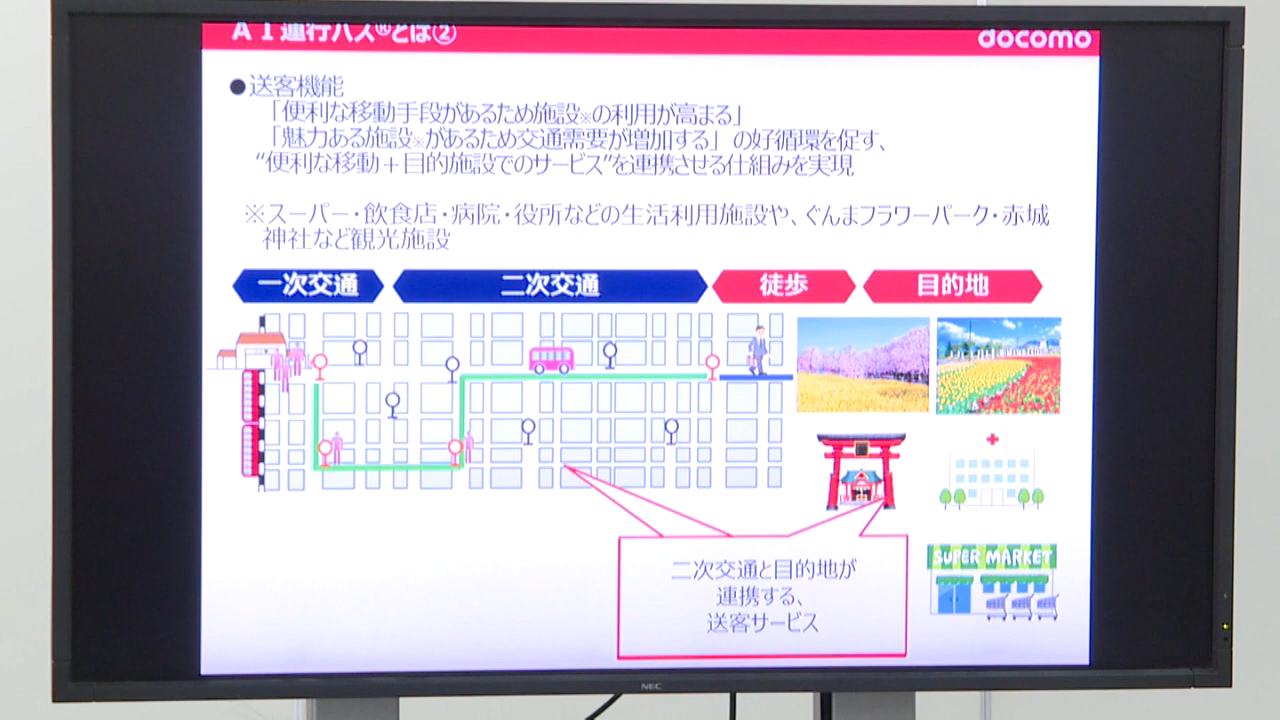 AI運行バス®とは②
docomo
●送客機能
「便利な移動手段があるため施設※の利用が高まる」
「魅力ある施設※があるため交通需要が増加する」の好循環を促す、
“便利な移動＋目的施設でのサービス”を連携させる仕組みを実現
※スーパー・飲食店・病院・役所などの生活利用施設や、ぐんまフラワーパーク・赤城
神社など観光施設
一次交通
二次交通
徒歩
目的地
SUPER MARKET
二次交通と目的地が
連携する、
送客サービス
NEC